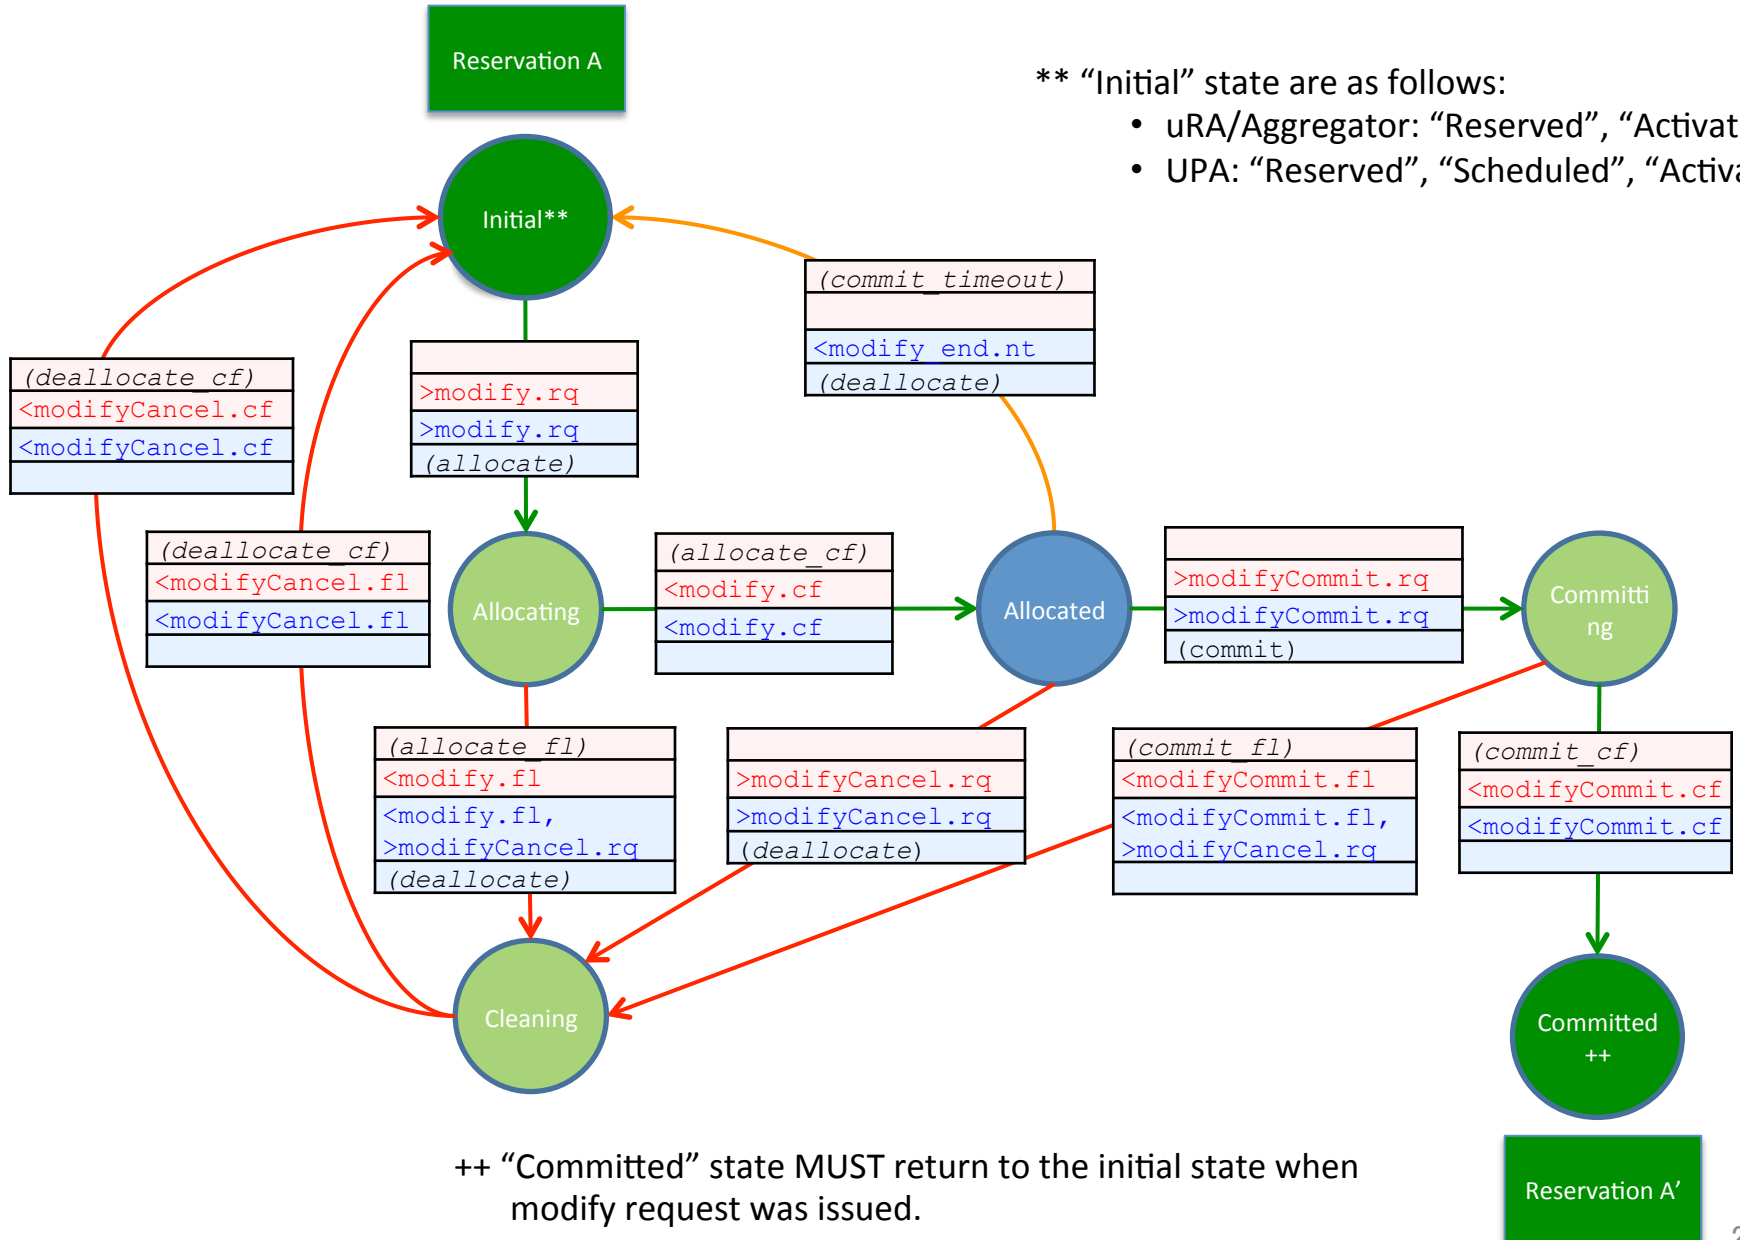 Reservation A
** “Initial” state are as follows:
• uRA/Aggregator: “Reserved”, “Activat
• UPA: “Reserved”, “Scheduled”, “Activa
Initial**
(commit_timeout)
<modify_end.nt
(deallocate)
(deallocate_cf)
<modifyCancel.cf
<modifyCancel.cf
>modify.rq
>modify.rq
(allocate)
(deallocate_cf)
<modifyCancel.fl
<modifyCancel.fl
Allocating
(allocate_cf)
<modify.cf
<modify.cf
Allocated
>modifyCommit.rq
>modifyCommit.rq
(commit)
Committi
ng
(allocate_fl)
<modify.fl
<modify.fl,
>modifyCancel.rq
(deallocate)
>modifyCancel.rq
>modifyCancel.rq
(deallocate)
(commit_fl)
<modifyCommit.fl
<modifyCommit.fl,
>modifyCancel.rq
(commit_cf)
<modifyCommit.cf
<modifyCommit.cf
Cleaning
Committed
++
++ “Committed” state MUST return to the initial state when
modify request was issued.
Reservation A’